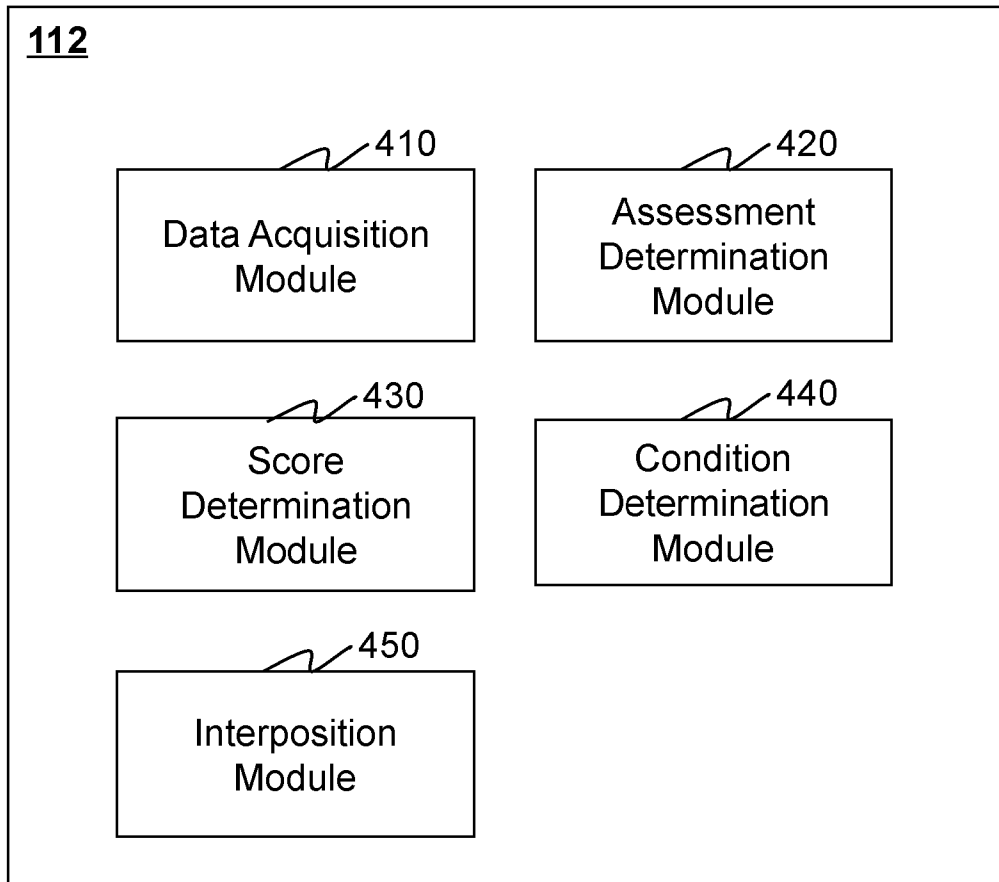 112
410
Data Acquisition
Module
420
Assessment
Determination
Module
430
Score
Determination
Module
440
Condition
Determination
Module
450
Interposition
Module